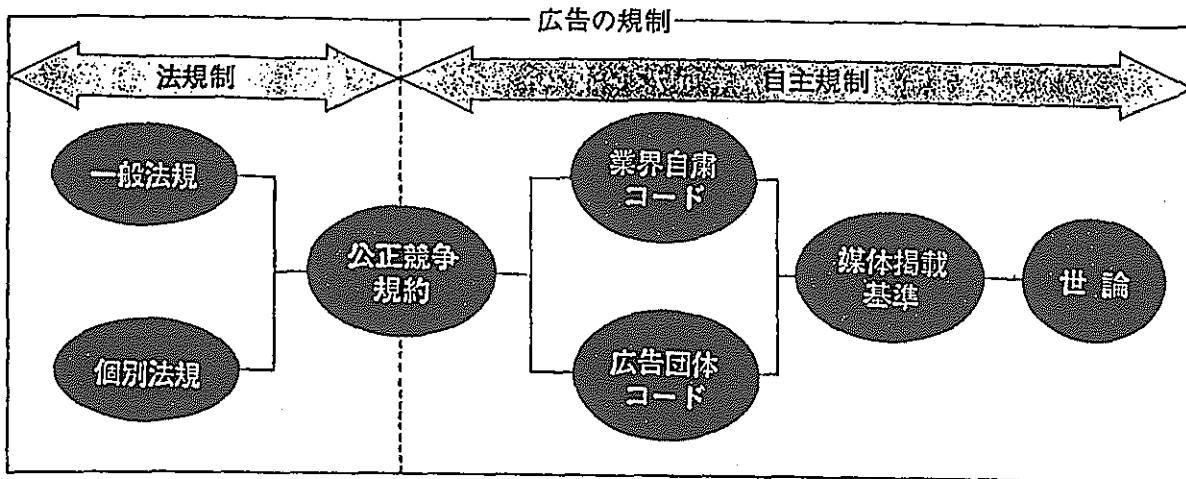 広告の規制
法規制
自主規制
一般法規
個別法規
公正競争
規約
業界自粛
コード
広告団体
コード
媒体掲載
基準
世論